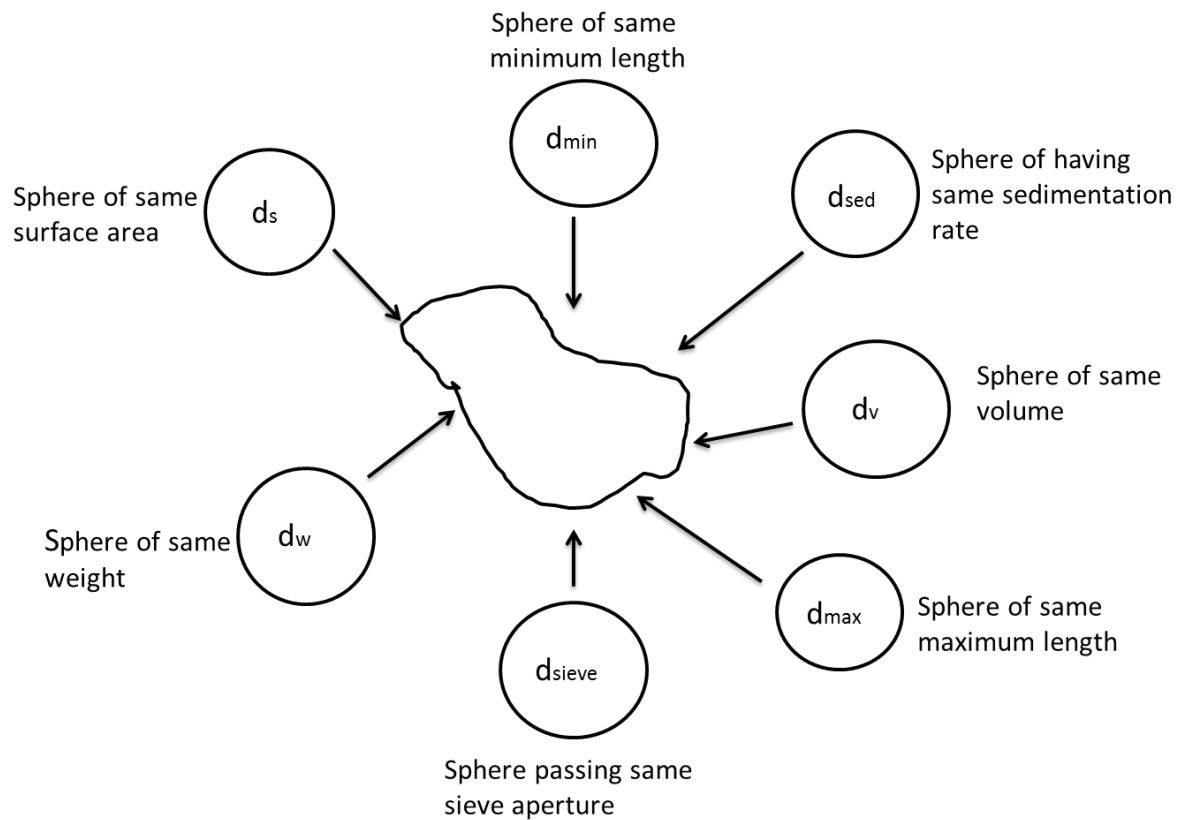 Sphere of same
minimum length
dmin
Sphere of having
same sedimentation
rate
dsed
Sphere of same
surface area
ds
Sphere of same
volume
dv
Sphere of same
weight
dw
Sphere of same
maximum length
dmax
dsieve
Sphere passing same
sieve aperture